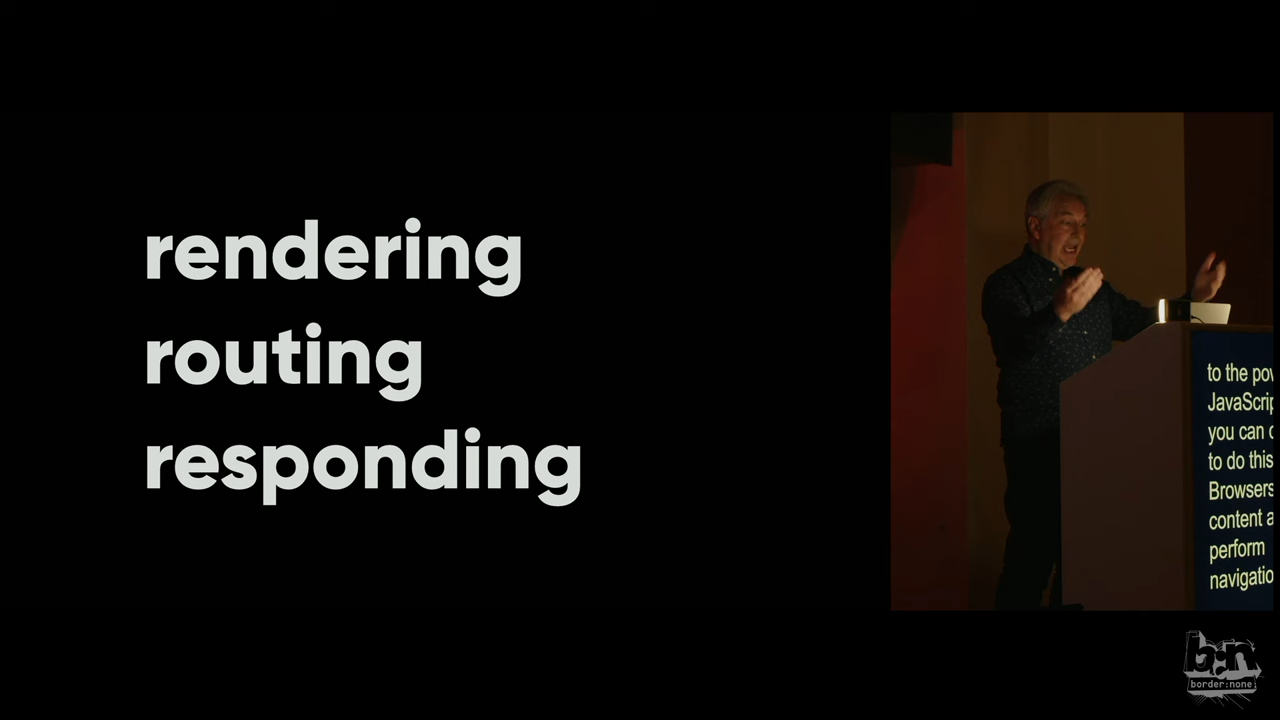 rendering
routing
responding
to the
you can
to do this
Browsers
content
perform
b:n
border:none